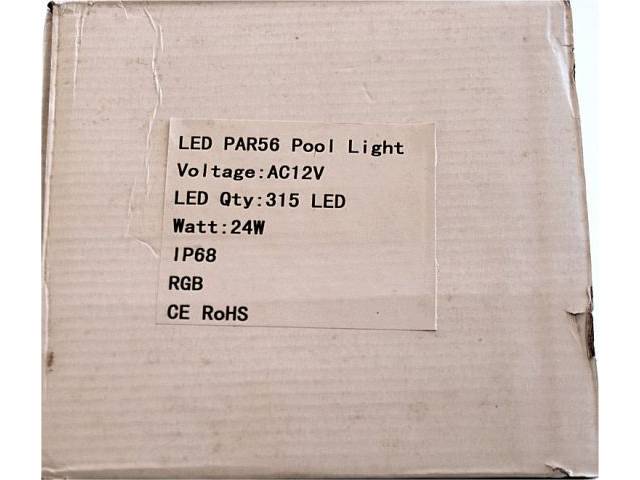 LED PAR56 Pool Light
Voltage:AC12V
LED Qty:315 LED
Watt:24W
IP68
RGB
CE RoHS